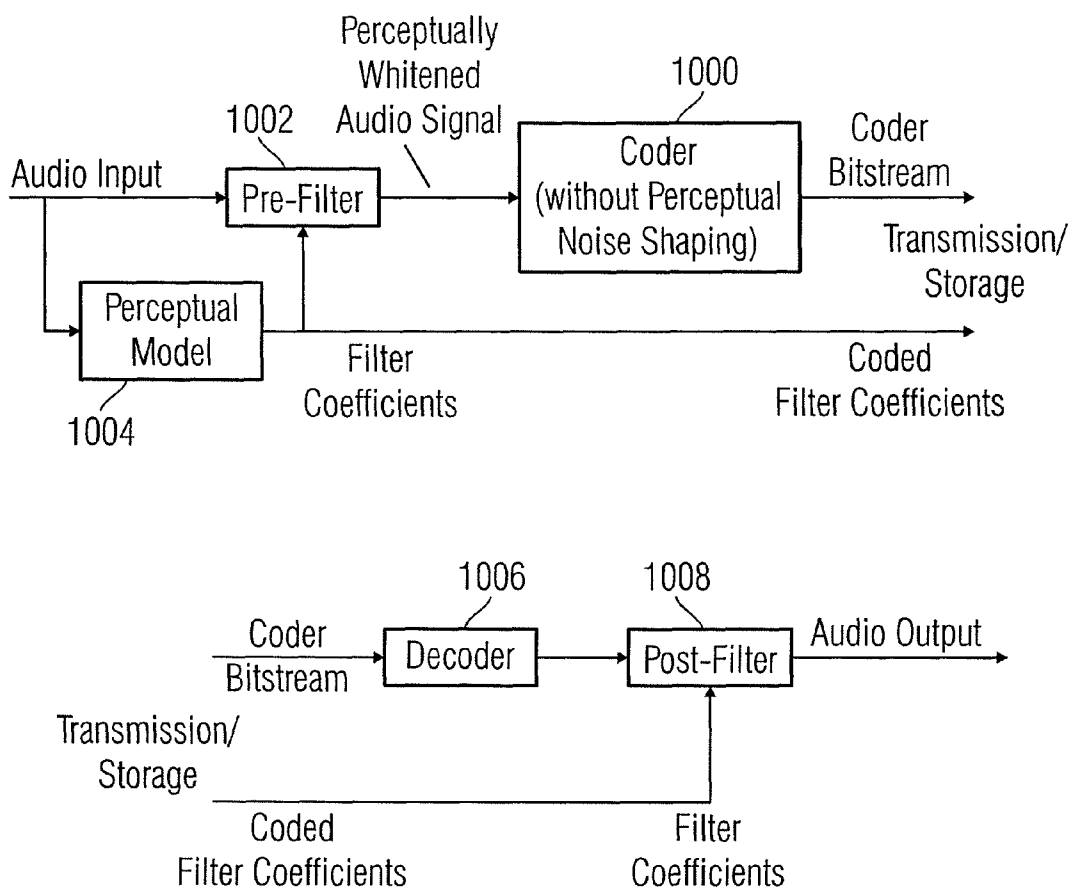 Perceptually
Whitened
Audio Signal
1000
1002
Audio Input
Pre-Filter
Coder
(without Perceptual
Noise Shaping)
Coder
Bitstream
Transmission/
Storage
Perceptual
Model
1004
Filter
Coefficients
Coded
Filter Coefficients
1006
1008
Coder
Bitstream
Decoder
Post-Filter
Audio Output
Transmission/
Storage
Coded
Filter Coefficients
Filter
Coefficients